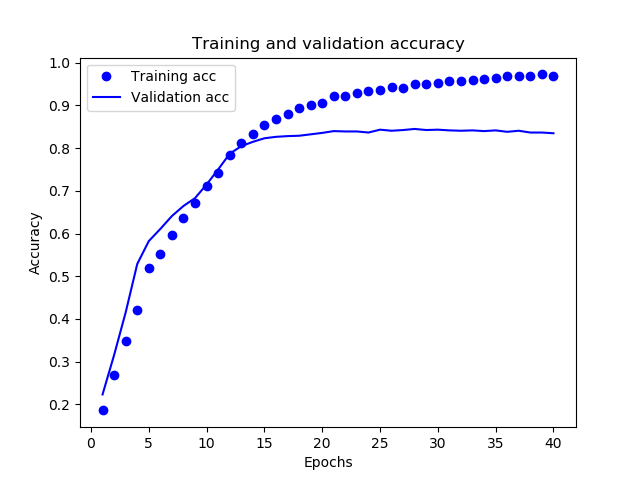 Training and validation accuracy
Training acc
Validation acc
1.0
0.9
0.8
0.7
0.6
0.5
0.4
0.3
0.2
Accuracy
0 5 10 15 20 25 30 35 40
Epochs